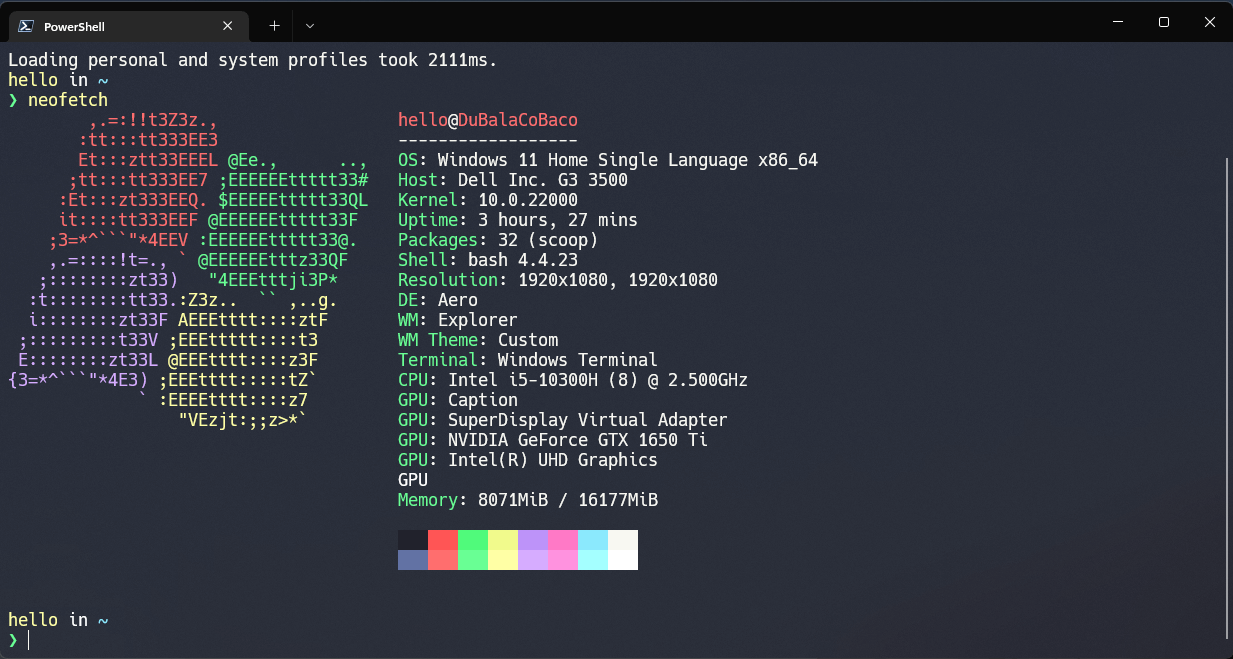 PowerShell
Loading personal and system profiles took 2111ms.
hello in ~
❯ neofetch
        ,.=:!!t3Z3z.,                  hello@DuBalaCoBaco
       :tt:::tt333EE3                  ------------------
       Et:::ztt33EEEL @Ee.,      ..,   OS: Windows 11 Home Single Language x86_64
      ;tt:::tt333EE7 ;EEEEEEttttt33#   Host: Dell Inc. G3 3500
     :Et:::zt333EEQ. $EEEEEttttt33QL   Kernel: 10.0.22000
     it::::tt333EEF @EEEEEEttttt33F    Uptime: 3 hours, 27 mins
    ;3=*^```"*4EEV :EEEEEEttttt33@.    Packages: 32 (scoop)
    ,.=::::!t=., ` @EEEEEEtttz33QF     Shell: bash 4.4.23
   ;::::::::zt33)   "4EEEtttji3P*      Resolution: 1920x1080, 1920x1080
  :t::::::::tt33.:Z3z..  `` ,..g.      DE: Aero
  i::::::::zt33F AEEEtttt::::ztF       WM: Explorer
 ;:::::::::t33V ;EEEttttt::::t3        WM Theme: Custom
 E::::::::zt33L @EEEtttt::::z3F        Terminal: Windows Terminal
{3=*^```"*4E3) ;EEEtttt:::::tZ`        CPU: Intel i5-10300H (8) @ 2.500GHz
             ` :EEEEtttt::::z7         GPU: Caption
                 "VEzjt:;;z>*`         GPU: SuperDisplay Virtual Adapter
                                       GPU: NVIDIA GeForce GTX 1650 Ti
                                       GPU: Intel(R) UHD Graphics
                                       GPU
                                       Memory: 8071MiB / 16177MiB
hello in ~
❯